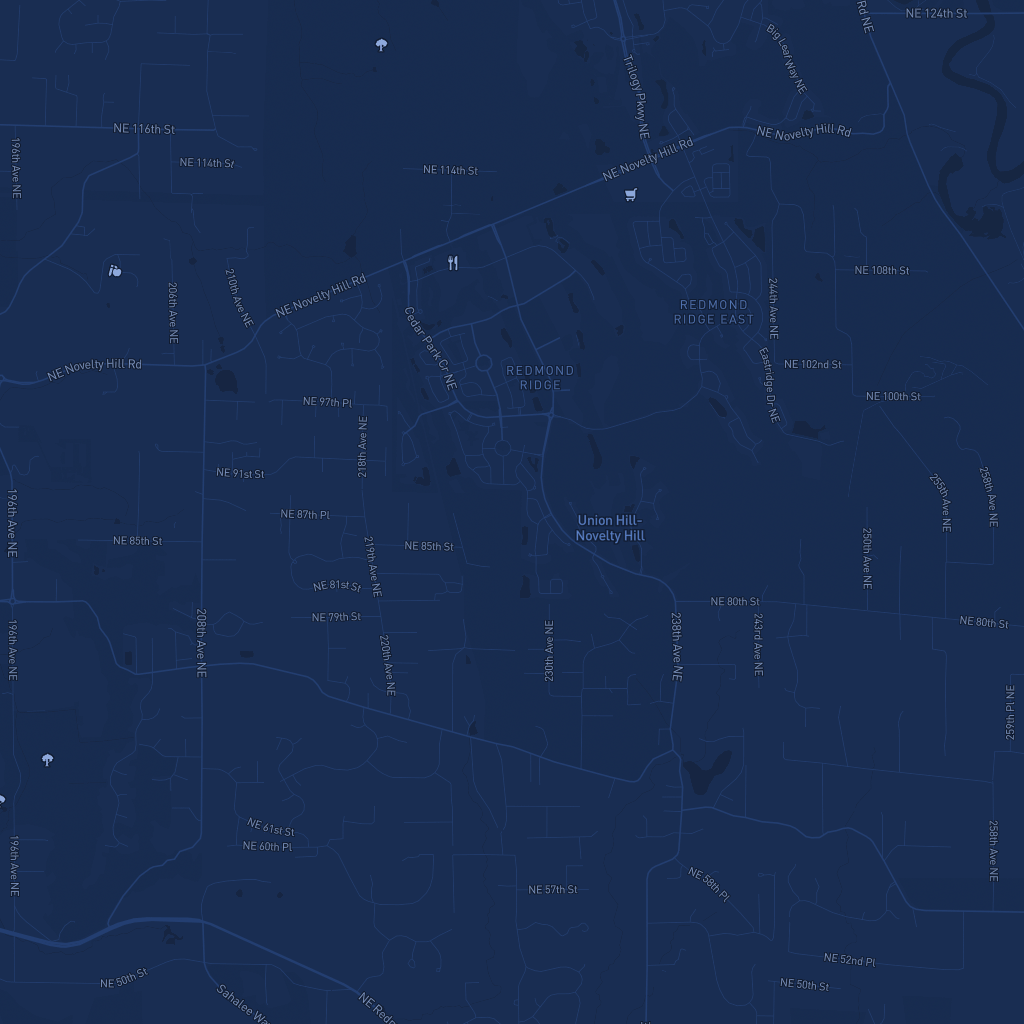 NE 124th St
Rd NE
Big Leaf Way NE
Trilogy Pkwy NE
NE 116th St
NE Novelty Hill Rd
NE Novelty Hill Rd
196th Ave NE
NE 114th St
NE 114th St
NE 108th St
210th Ave NE
206th Ave NE
NE Novelty Hill Rd
244th Ave NE
REDMOND
RIDGE EAST
Cedar Park Cr NE
NE Novelty Hill Rd
NE 102nd St
Eastridge Dr NE
REDMOND
RIDGE
NE 100th St
NE 97th Pl
218th Ave NE
NE 91st St
255th Ave NE
258th Ave NE
196th Ave NE
NE 87th Pl
Union Hill-
Novelty Hill
NE 85th St
NE 85th St
250th Ave NE
219th Ave NE
NE 81st St
NE 80th St
NE 79th St
NE 80th St
208th Ave NE
196th Ave NE
220th Ave NE
230th Ave NE
238th Ave NE
243rd Ave NE
259th Pl NE
NE 61st St
NE 60th Pl
196th Ave NE
258th Ave NE
NE 58th Pl
NE 57th St
NE 52nd Pl
NE 50th St
NE 50th St
Sahalee Wa
NE Redm